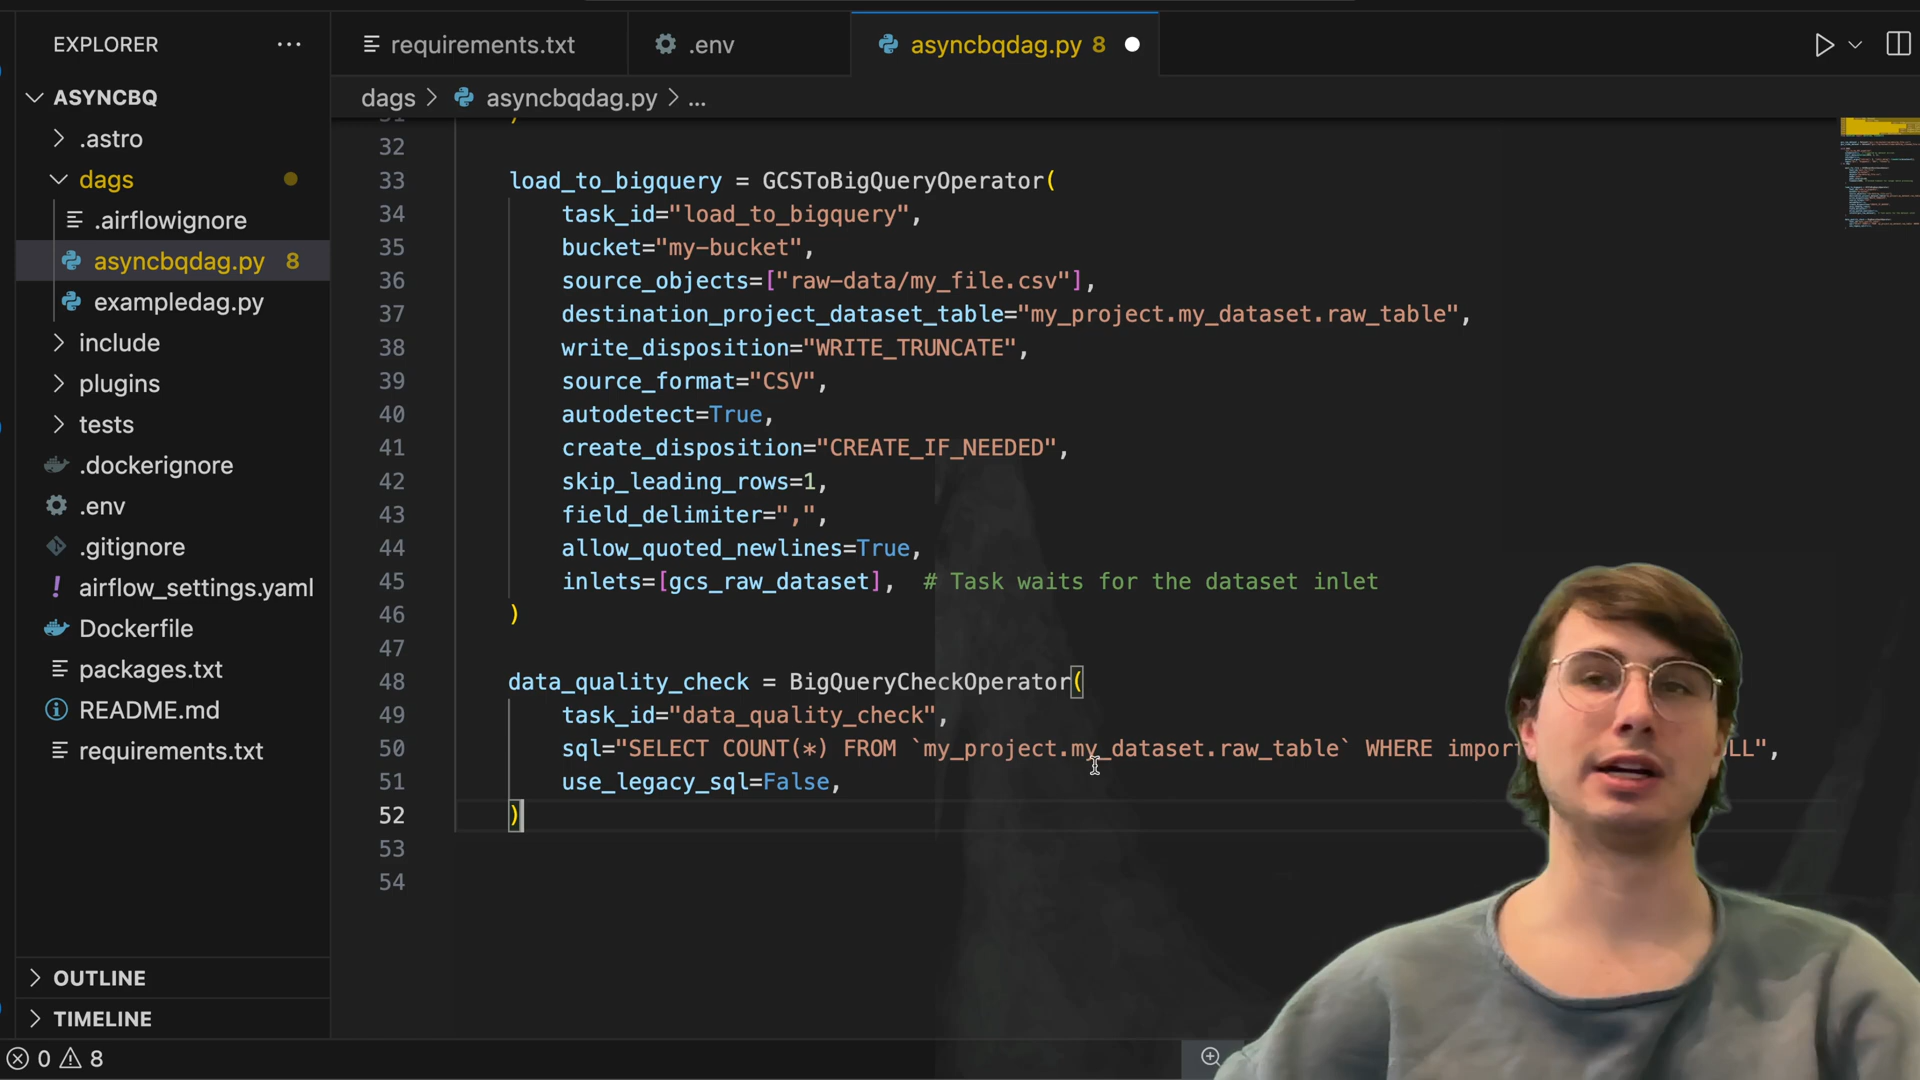 EXPLORER
ASYNCBQ
.astro
dags
.airflowignore
asyncbqdag.py 8
exampledag.py
include
plugins
tests
.dockerignore
.env
.gitignore
airflow_settings.yaml
Dockerfile
packages.txt
README.md
requirements.txt
OUTLINE
TIMELINE
0 8
requirements.txt
.env
asyncbqdag.py 8
dags > asyncbqdag.py > ...
31 )
32
33 load_to_bigquery = GCSToBigQueryOperator(
34 task_id="load_to_bigquery",
35 bucket="my-bucket",
36 source_objects=["raw-data/my_file.csv"],
37 destination_project_dataset_table="my_project.my_dataset.raw_table",
38 write_disposition="WRITE_TRUNCATE",
39 source_format="CSV",
40 autodetect=True,
41 create_disposition="CREATE_IF_NEEDED",
42 skip_leading_rows=1,
43 field_delimiter=",",
44 allow_quoted_newlines=True,
45 inlets=[gcs_raw_dataset], # Task waits for the dataset inlet
46 )
47
48 data_quality_check = BigQueryCheckOperator(
49 task_id="data_quality_check",
50 sql="SELECT COUNT(*) FROM `my_project.my_dataset.raw_table` WHERE impor LL",
51 use_legacy_sql=False,
52 )
53
54